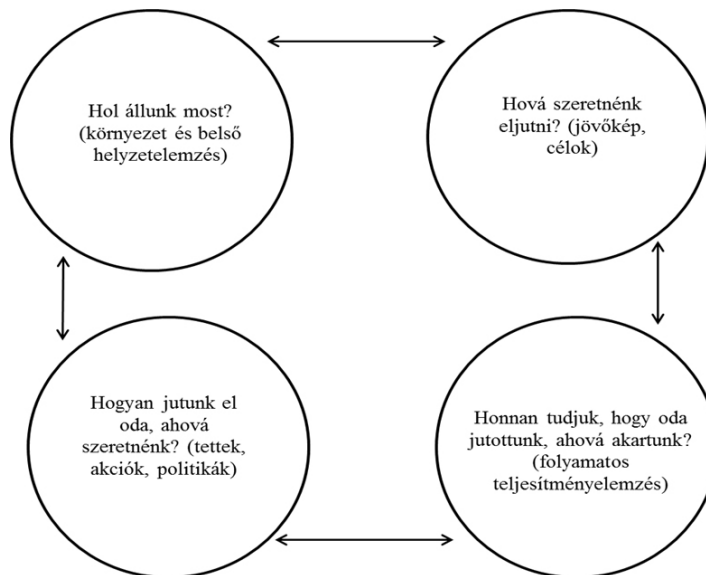 Hol állunk most?
(környezet és belső
helyzetelemzés)
Hová szeretnénk
eljutni? (jövőkép,
célok)
Hogyan jutunk el
oda, ahová
szeretnénk? (tettek,
akciók, politikák)
Honnan tudjuk, hogy oda
jutottunk, ahová akartunk?
(folyamatos
teljesítményelemzés)